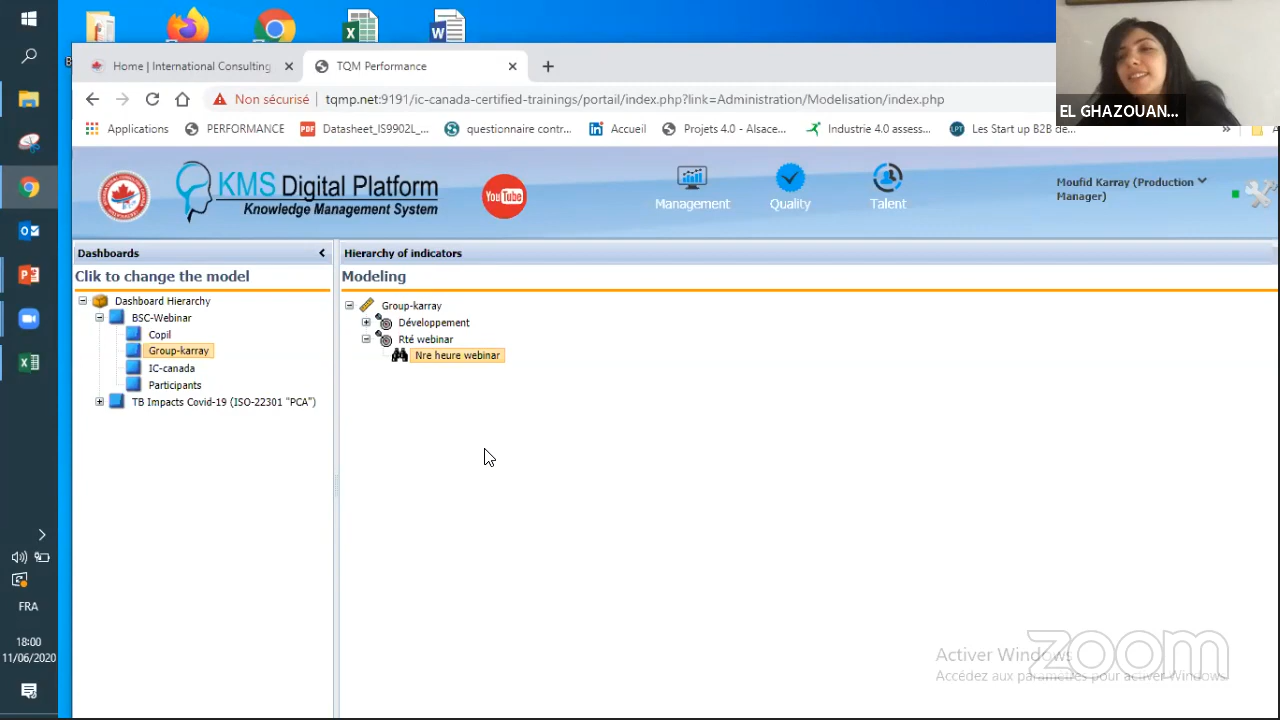 Home | International Consulting
TQM Performance
EL GHAZOUAN...
Non sécurisé
tqmp.net:9191/ic-canada-certified-trainings/portail/index.php?link=Administration/Modelisation/index.php
Applications
PERFORMANCE
PDF
Datasheet_IS9902L_...
questionnaire contr...
Accueil
Projets 4.0 - Alsace...
Industrie 4.0 assess...
LPT
Les Start up B2B de...
»
KMS Digital Platform
Knowledge Management System
You Tube
Management
Quality
Talent
Moufid Karray (Production
Manager)
Dashboards
Hierarchy of indicators
Clik to change the model
Modeling
Dashboard Hierarchy
BSC-Webinar
Copil
Group-karray
IC-canada
Participants
TB Impacts Covid-19 (ISO-22301 "PCA")
Group-karray
Développement
Rté webinar
Nre heure webinar
FRA
18:00
11/06/2020
Activer Windows
Accédez aux paramètres pour activer Windows.
zoom